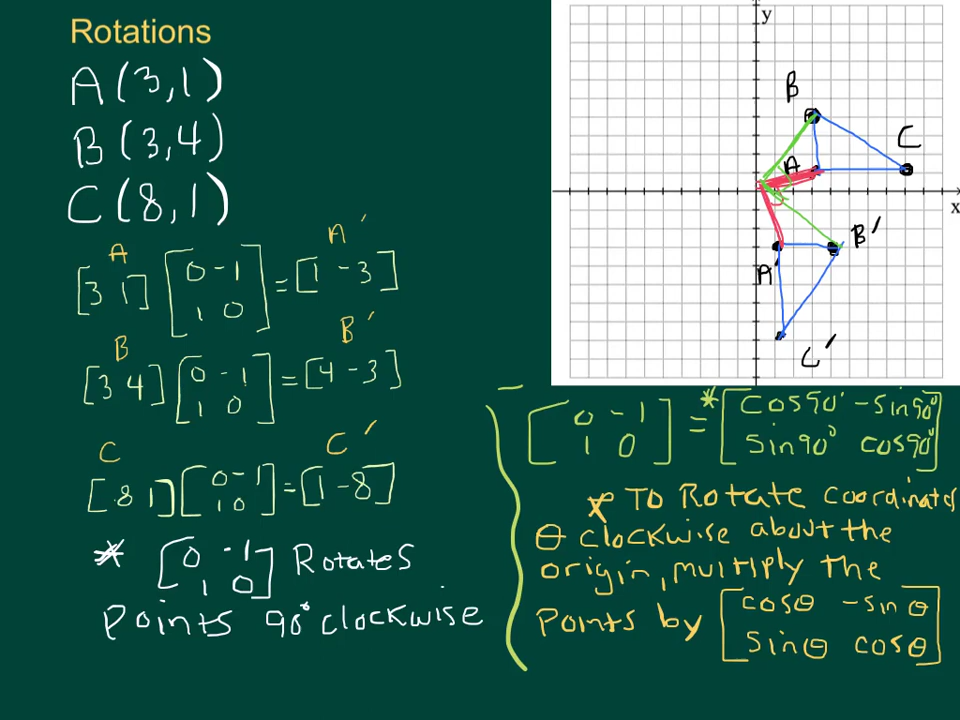 Rotations
A (3,1)
B (3,4)
C (8,1)
A A'
[3 1] [0 -1
1 0] = [1 -3]
B B'
[3 4] [0 -1
1 0] = [4 -3]
C C'
[8 1] [0 -1
1 0] = [1 -8]
* [0 -1
1 0] Rotates
points 90° clockwise
y
B
C
A
x
B'
A'
C'
[0 -1
1 0] = *[cos90° -sin90°
sin90° cos90°]
* To Rotate coordinates
θ clockwise about the
origin, multiply the
points by [cosθ -sinθ
sinθ cosθ]